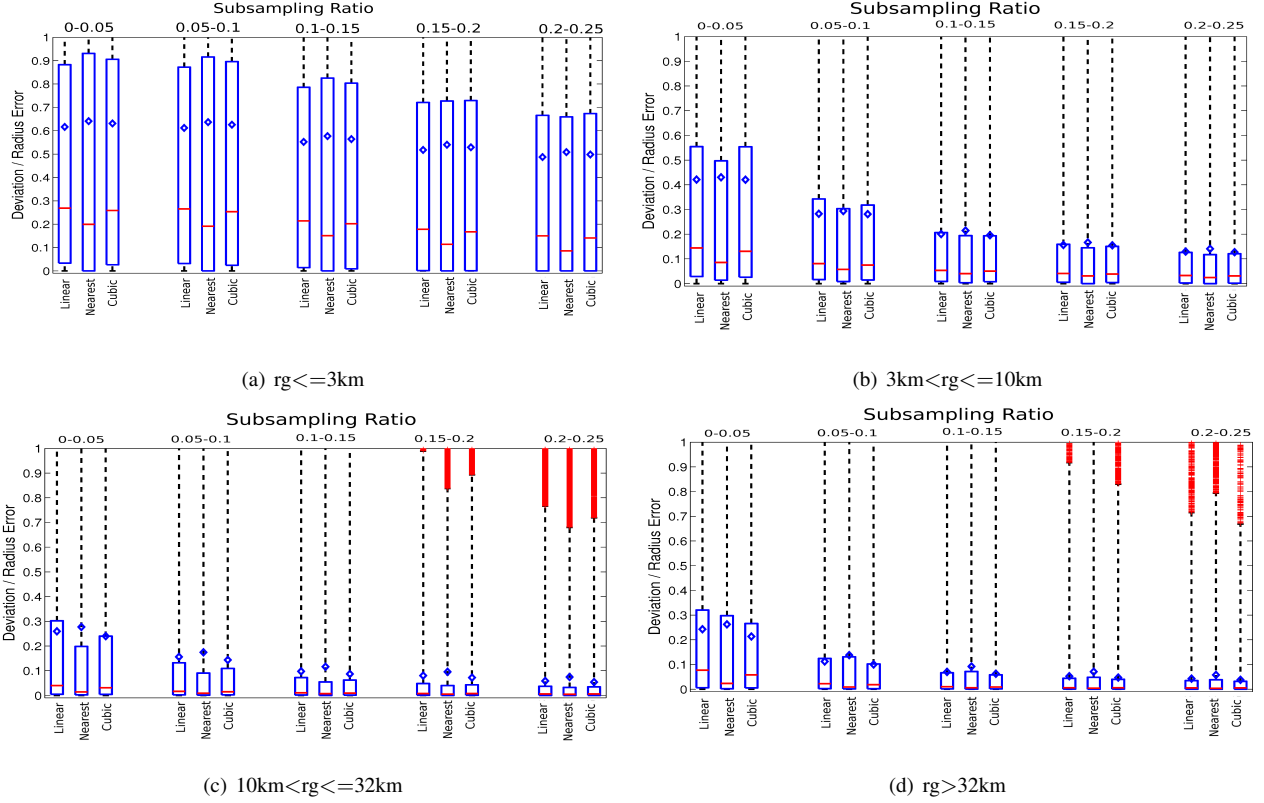 Subsampling Ratio
0-0.05 0.05-0.1 0.1-0.15 0.15-0.2 0.2-0.25
Deviation / Radius Error
1
0.9
0.8
0.7
0.6
0.5
0.4
0.3
0.2
0.1
0
Linear Nearest Cubic Linear Nearest Cubic Linear Nearest Cubic Linear Nearest Cubic Linear Nearest Cubic
(a) rg<=3km
Subsampling Ratio
0-0.05 0.05-0.1 0.1-0.15 0.15-0.2 0.2-0.25
Deviation / Radius Error
1
0.9
0.8
0.7
0.6
0.5
0.4
0.3
0.2
0.1
0
Linear Nearest Cubic Linear Nearest Cubic Linear Nearest Cubic Linear Nearest Cubic Linear Nearest Cubic
(b) 3km<rg<=10km
Subsampling Ratio
0-0.05 0.05-0.1 0.1-0.15 0.15-0.2 0.2-0.25
Deviation / Radius Error
1
0.9
0.8
0.7
0.6
0.5
0.4
0.3
0.2
0.1
0
Linear Nearest Cubic Linear Nearest Cubic Linear Nearest Cubic Linear Nearest Cubic Linear Nearest Cubic
(c) 10km<rg<=32km
Subsampling Ratio
0-0.05 0.05-0.1 0.1-0.15 0.15-0.2 0.2-0.25
Deviation / Radius Error
1
0.9
0.8
0.7
0.6
0.5
0.4
0.3
0.2
0.1
0
Linear Nearest Cubic Linear Nearest Cubic Linear Nearest Cubic Linear Nearest Cubic Linear Nearest Cubic
(d) rg>32km